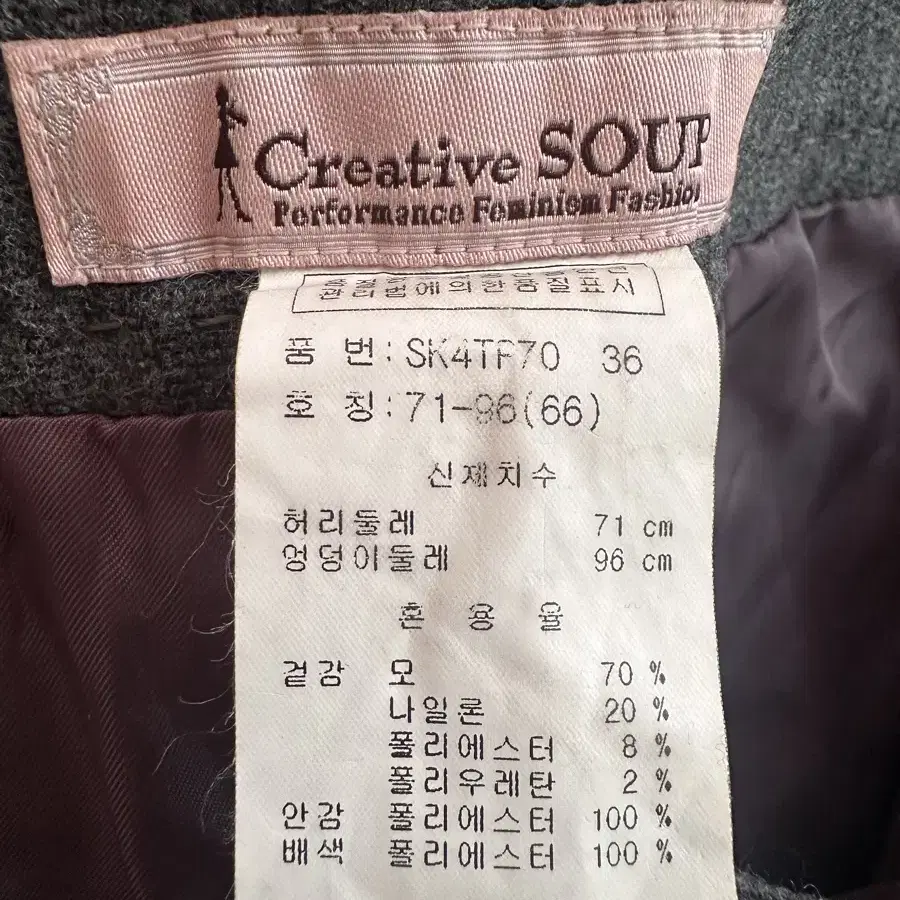 Creative SOUP
Performance Feminism Fashion
관리법에의한품질표시
품 번: SK4TP70 36
호 칭: 71-96(66)
신체치수
허리둘레 71 cm
엉덩이둘레 96 cm
혼 용 율
겉감 모 70 %
나일론 20 %
폴리에스터 8 %
폴리우레탄 2 %
안감 폴리에스터 100 %
배색 폴리에스터 100 %